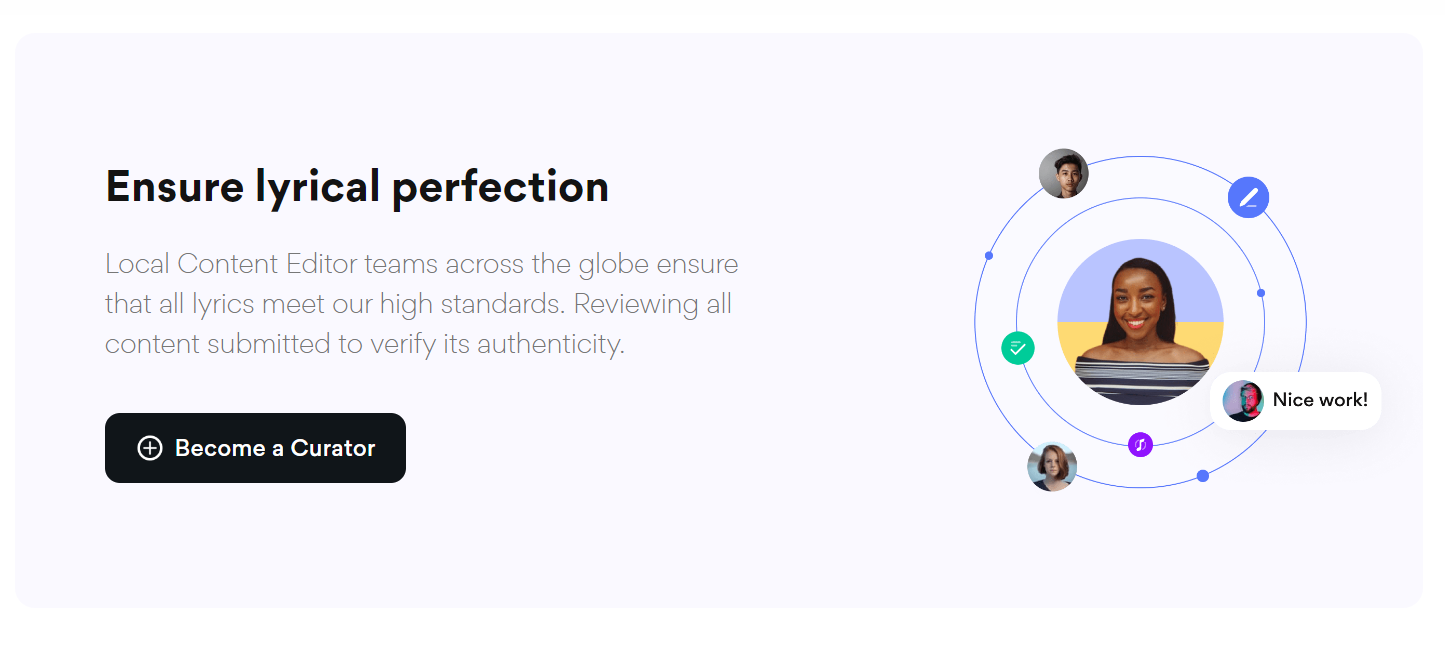 Ensure lyrical perfection
Local Content Editor teams across the globe ensure
that all lyrics meet our high standards. Reviewing all
content submitted to verify its authenticity.
Become a Curator
Nice work!